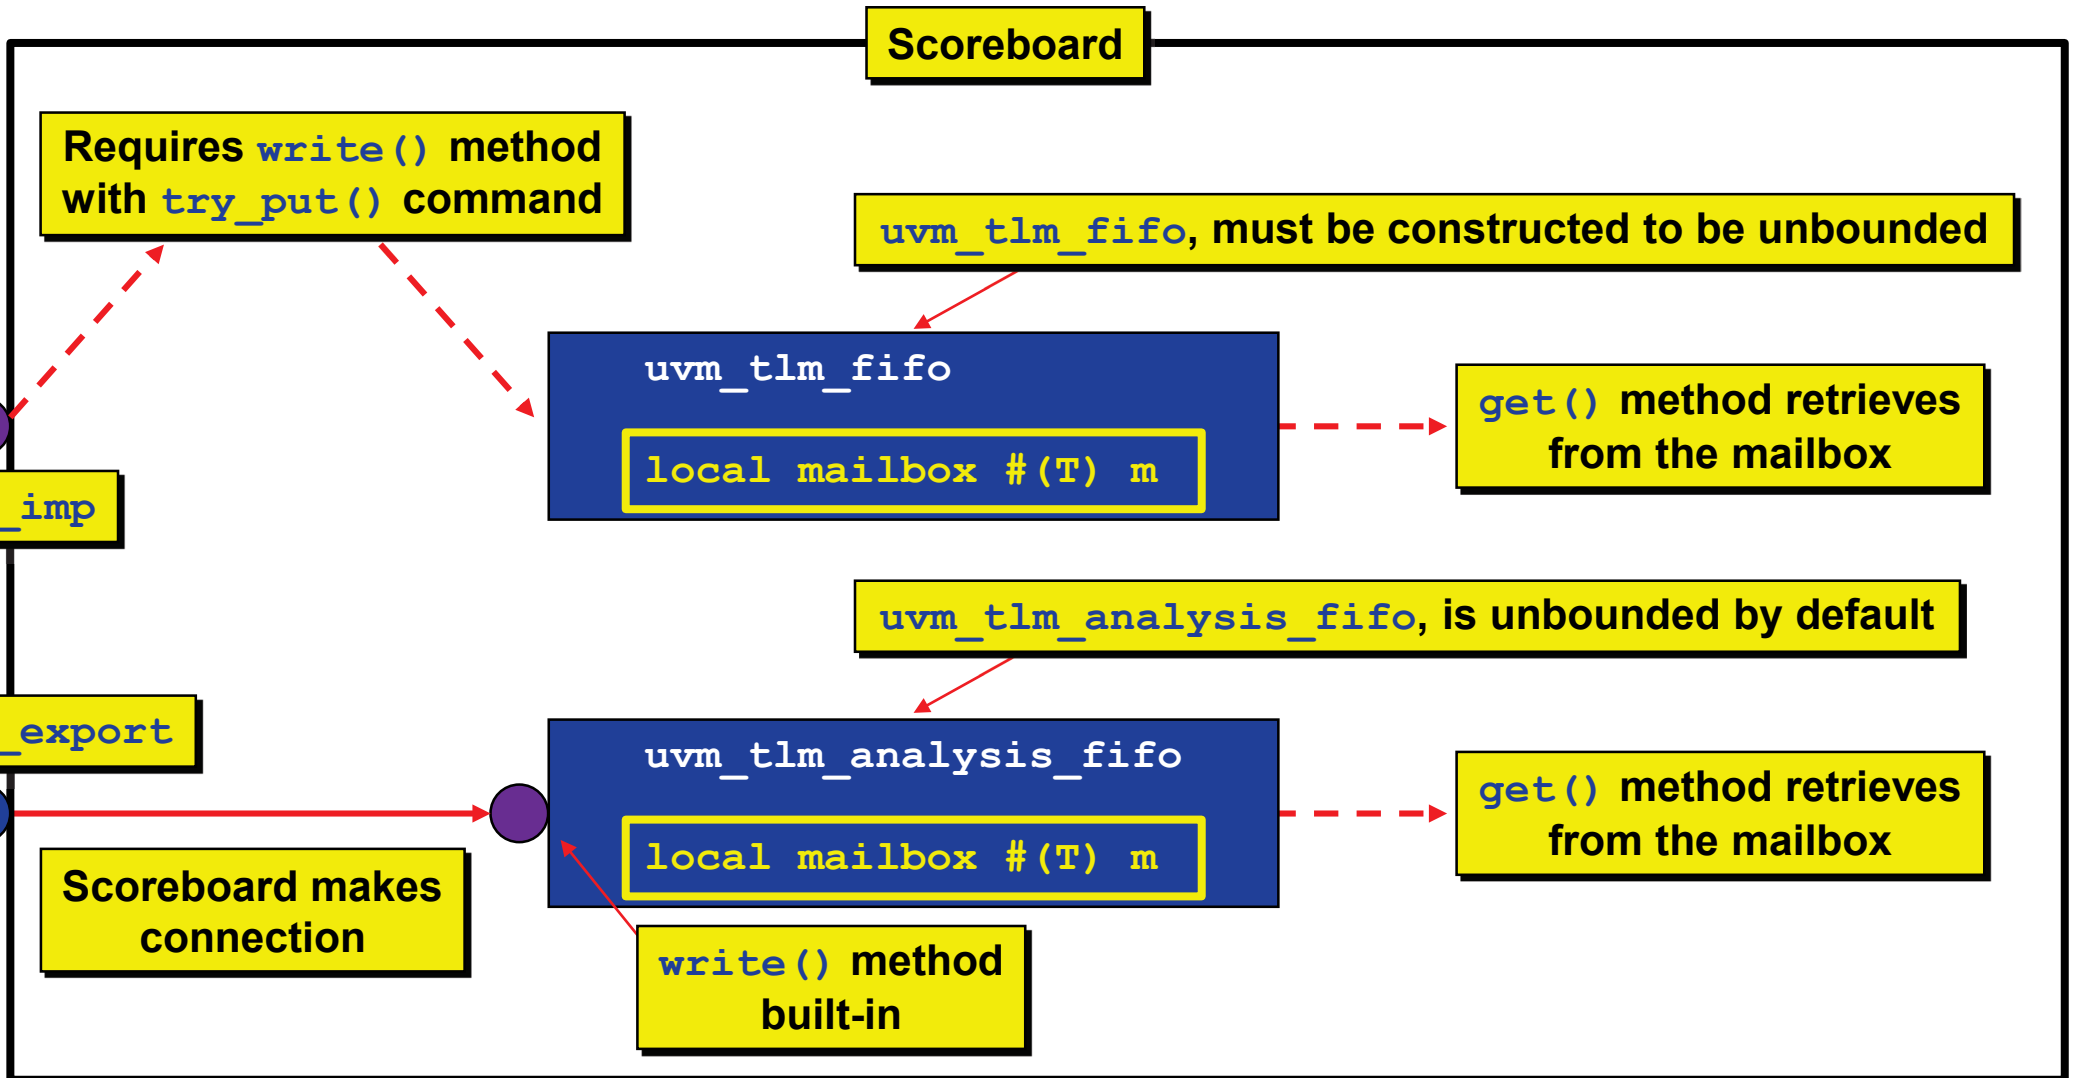 Scoreboard
Requires write() method
with try_put() command
uvm_tlm_fifo, must be constructed to be unbounded
uvm_tlm_fifo
local mailbox #(T) m
get() method retrieves
from the mailbox
_imp
uvm_tlm_analysis_fifo, is unbounded by default
_export
uvm_tlm_analysis_fifo
local mailbox #(T) m
get() method retrieves
from the mailbox
Scoreboard makes
connection
write() method
built-in